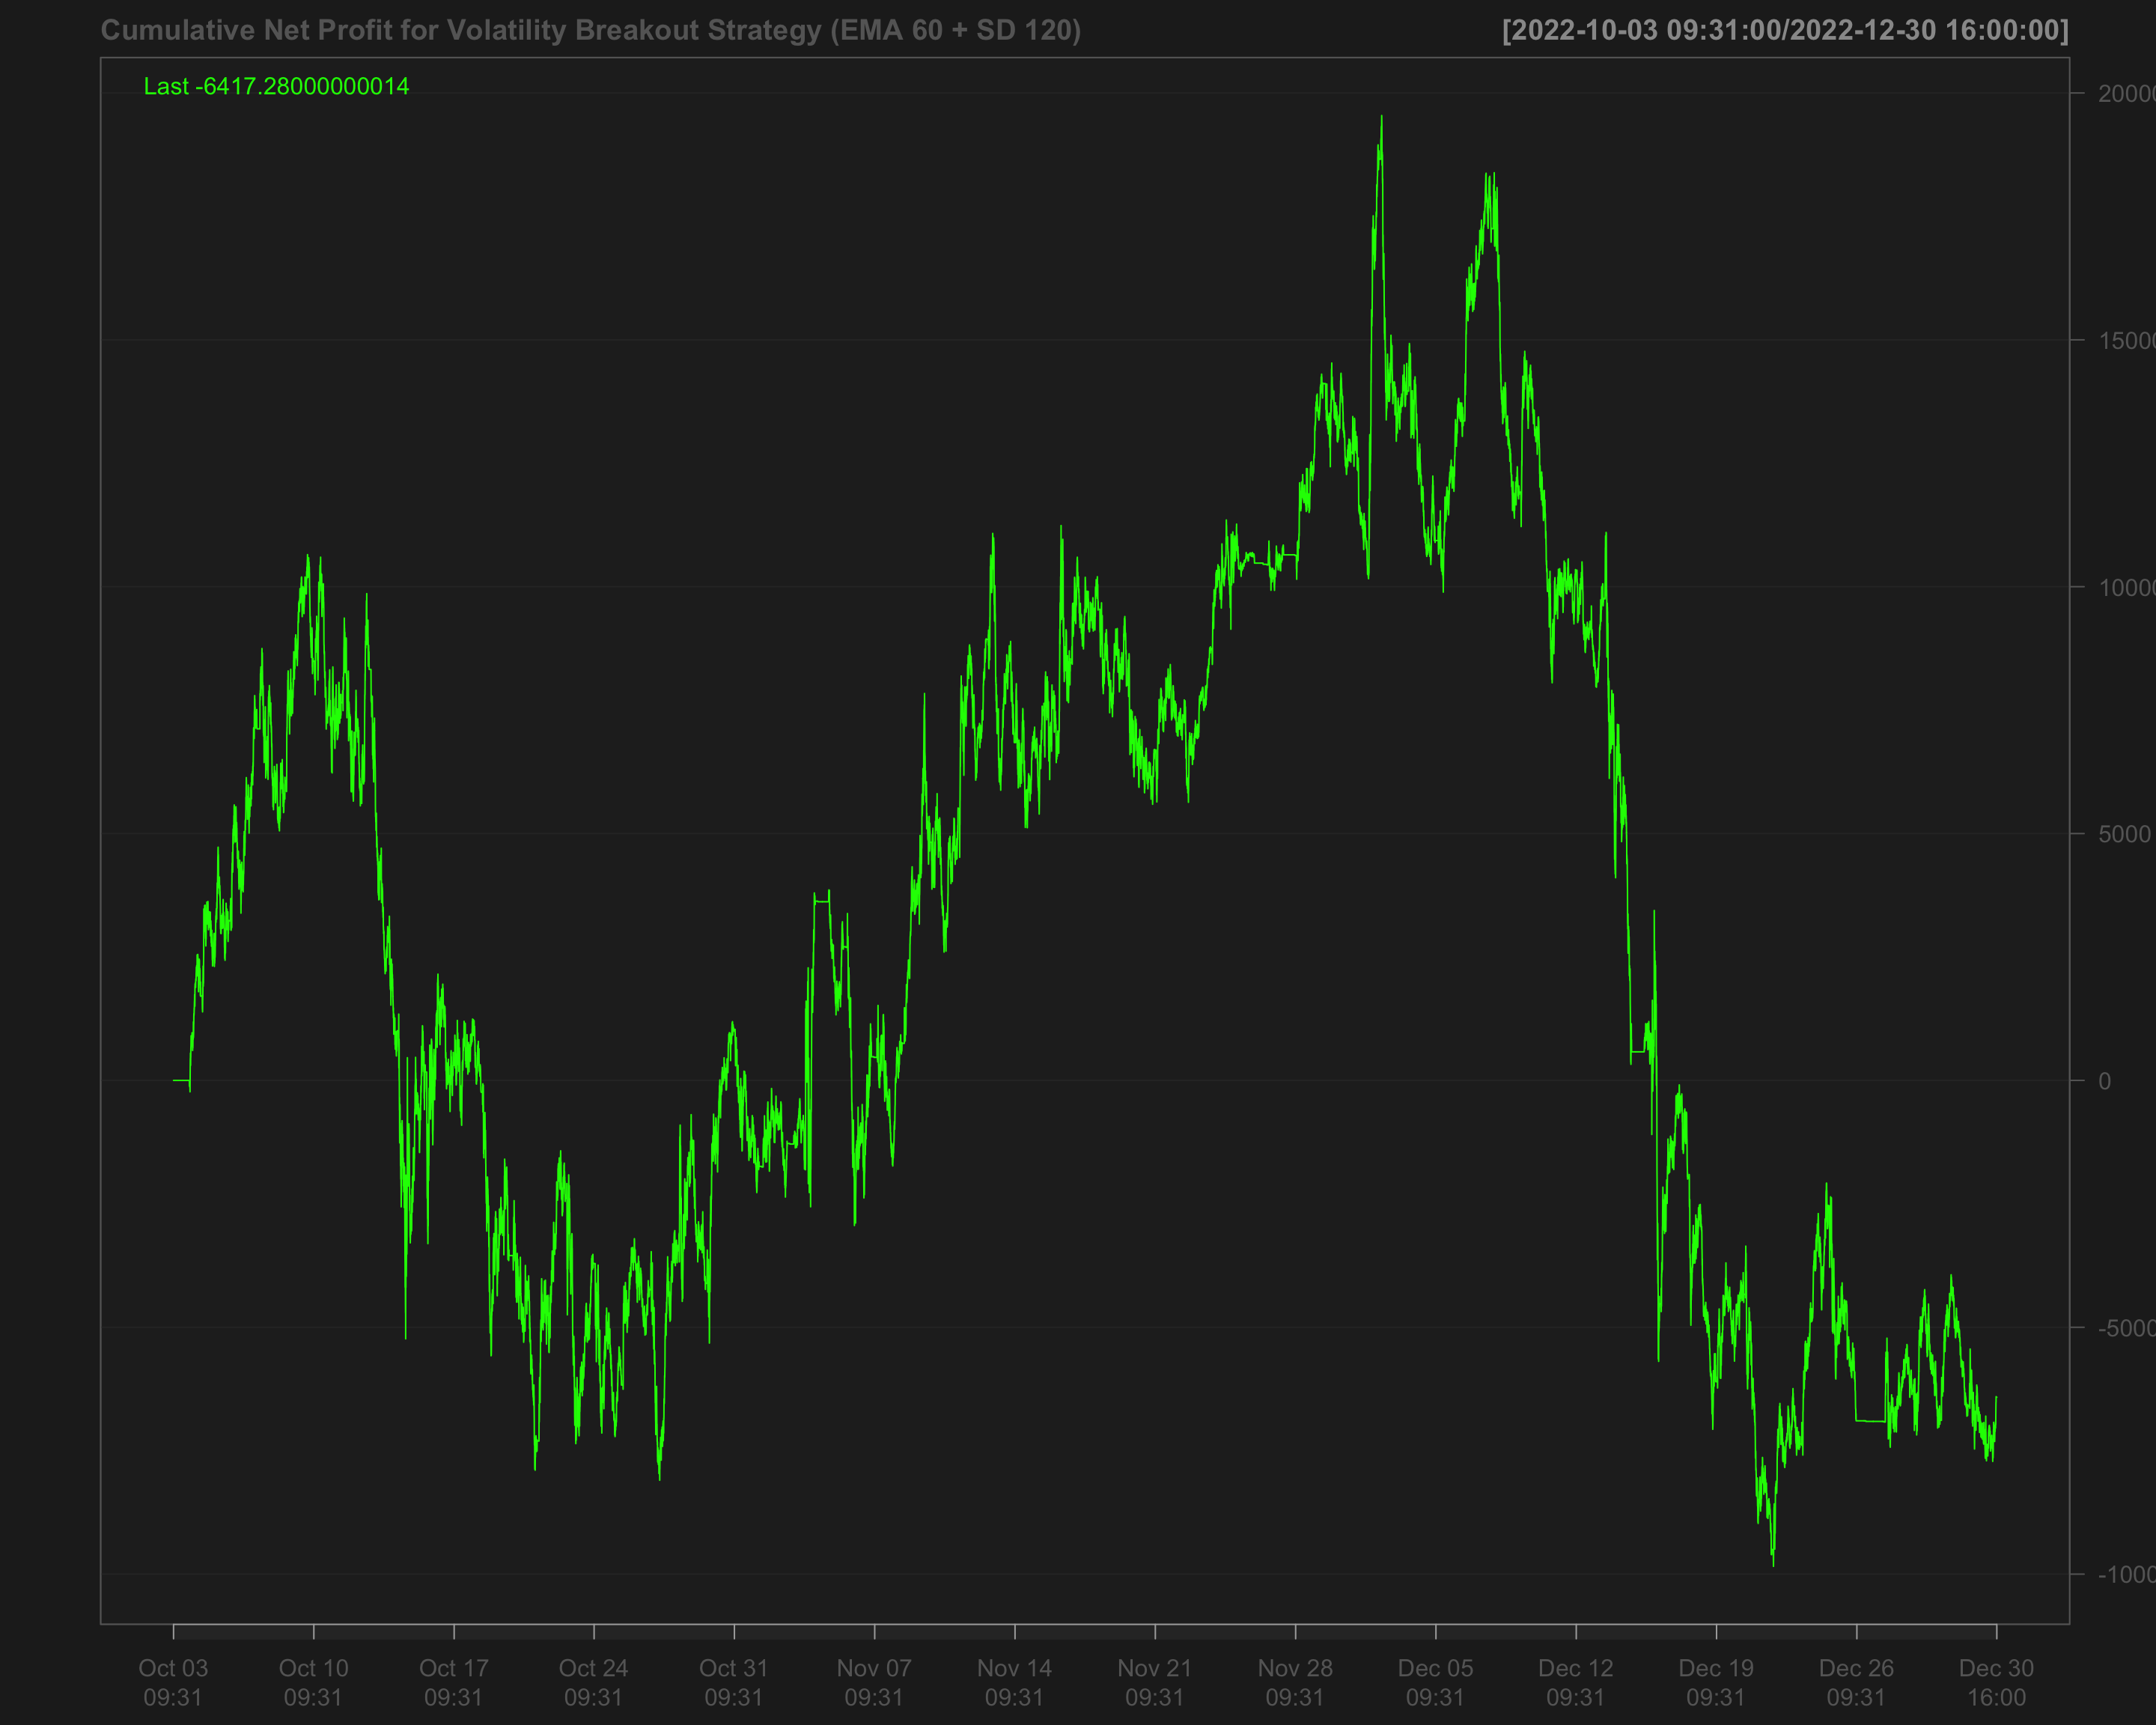 Cumulative Net Profit for Volatility Breakout Strategy (EMA 60 + SD 120)
[2022-10-03 09:31:00/2022-12-30 16:00:00]
Last -6417.28000000014
20000
15000
10000
5000
0
-5000
-1000
Oct 03 Oct 10 Oct 17 Oct 24 Oct 31 Nov 07 Nov 14 Nov 21 Nov 28 Dec 05 Dec 12 Dec 19 Dec 26 Dec 30
09:31 09:31 09:31 09:31 09:31 09:31 09:31 09:31 09:31 09:31 09:31 09:31 09:31 16:00